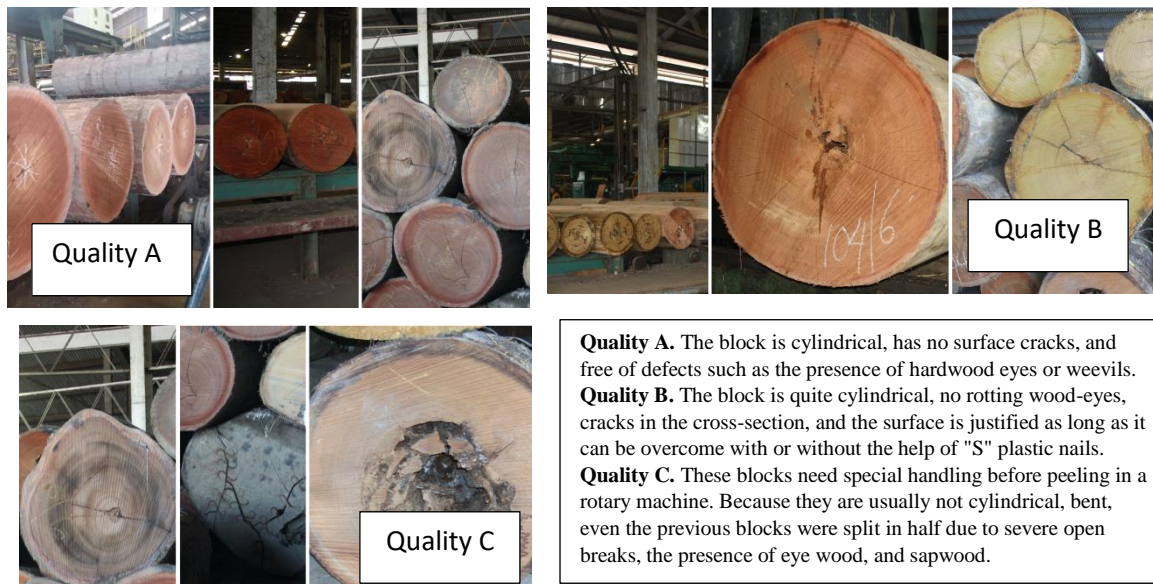 Quality A
104/6
Quality B
Quality C
Quality A. The block is cylindrical, has no surface cracks, and
free of defects such as the presence of hardwood eyes or weevils.
Quality B. The block is quite cylindrical, no rotting wood-eyes,
cracks in the cross-section, and the surface is justified as long as it
can be overcome with or without the help of "S" plastic nails.
Quality C. These blocks need special handling before peeling in a
rotary machine. Because they are usually not cylindrical, bent,
even the previous blocks were split in half due to severe open
breaks, the presence of eye wood, and sapwood.